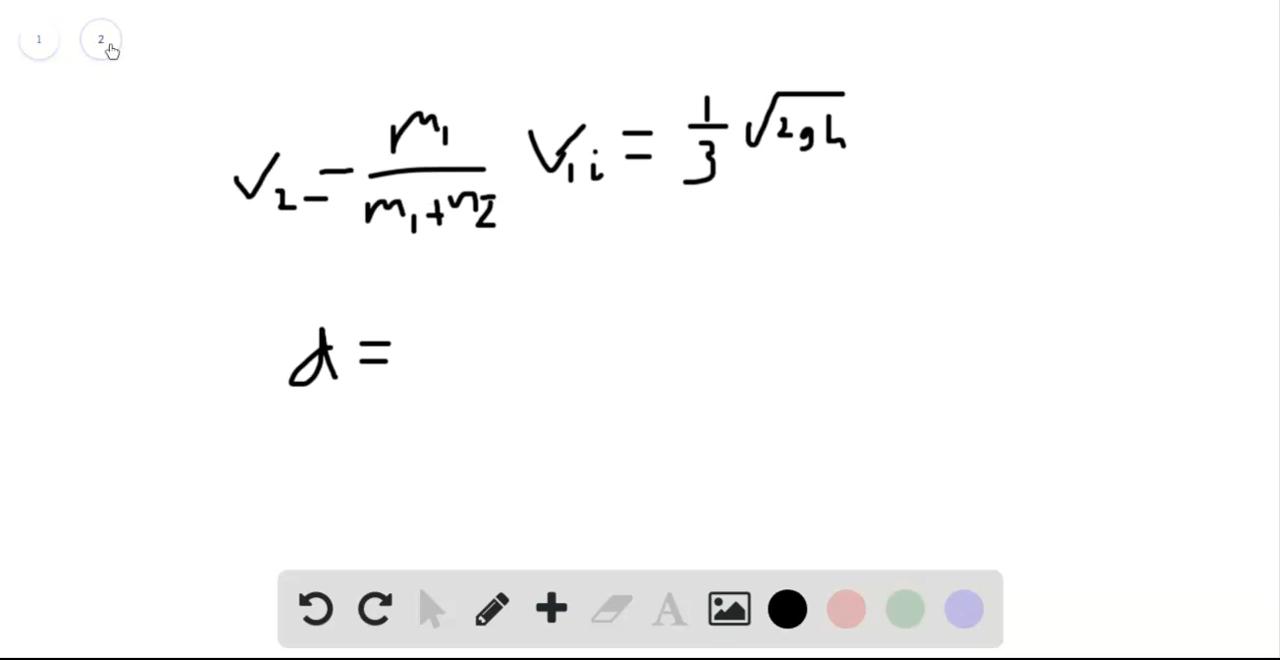 1 2
v₂ = m₁/(m₁+m₂) v₁ᵢ = 1/3 √2gh
d =
A